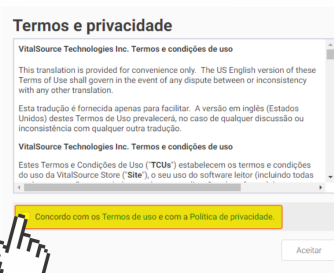 Termos e privacidade
VitalSource Technologies Inc. Termos e condições de uso
This translation is provided for convenience only. The US English version of these
Terms of Use shall govern in the event of any dispute between or inconsistency
with any other translation.
Esta tradução é fornecida apenas para facilitar. A versão em inglês (Estados
Unidos) destes Termos de Uso prevalecerá, no caso de qualquer discussão ou
inconsistência com qualquer outra tradução.
VitalSource Technologies Inc. Termos e condições de uso
Estes Termos e Condições de Uso ("TCUs") estabelecem os termos e condições
do uso da VitalSource Store ("Site"), o seu uso do software leitor (incluindo todas
Concordo com os Termos de uso e com a Política de privacidade.
Aceitar